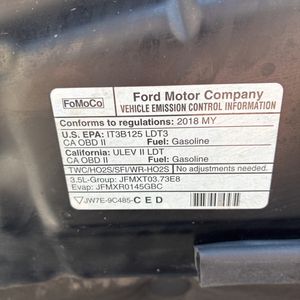 FoMoCo
Ford Motor Company
VEHICLE EMISSION CONTROL INFORMATION
Conforms to regulations: 2018 MY
U.S. EPA: IT3B125 LDT3
CA OBD II Fuel: Gasoline
California: ULEV II LDT
CA OBD II Fuel: Gasoline
TWC/HO2S/SFI/WR-HO2S No adjustments needed.
3.5L-Group: JFMXT03.73E8
Evap: JFMXR0145GBC
JW7E-9C485-CED